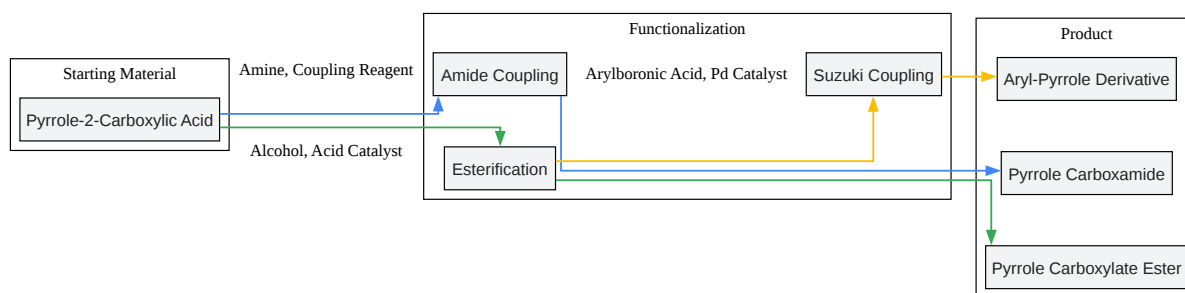 Functionalization
Product
Starting Material
Amine, Coupling Reagent
Amide Coupling
Arylboronic Acid, Pd Catalyst
Suzuki Coupling
Aryl-Pyrrole Derivative
Pyrrole-2-Carboxylic Acid
Alcohol, Acid Catalyst
Esterification
Pyrrole Carboxamide
Pyrrole Carboxylate Ester